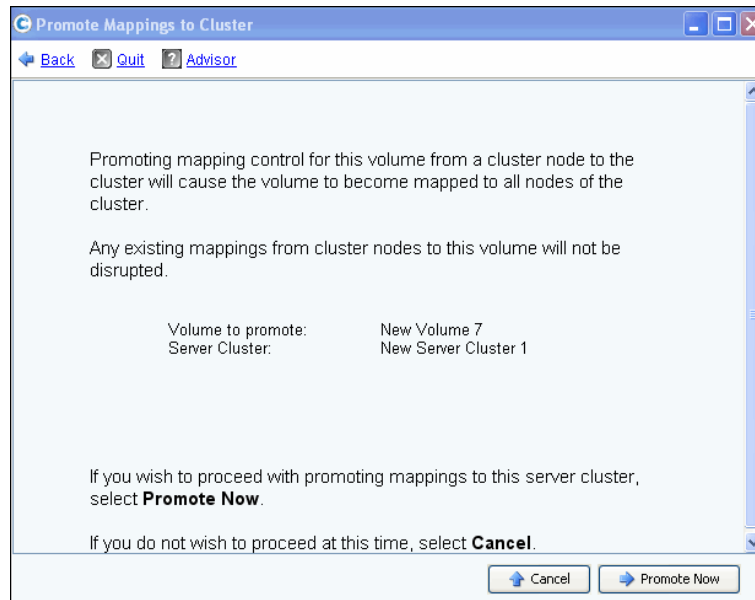 Promote Mappings to Cluster
Back Quit ? Advisor
Promoting mapping control for this volume from a cluster node to the
cluster will cause the volume to become mapped to all nodes of the
cluster.
Any existing mappings from cluster nodes to this volume will not be
disrupted.
Volume to promote: New Volume 7
Server Cluster: New Server Cluster 1
If you wish to proceed with promoting mappings to this server cluster,
select Promote Now.
If you do not wish to proceed at this time, select Cancel.
Cancel Promote Now